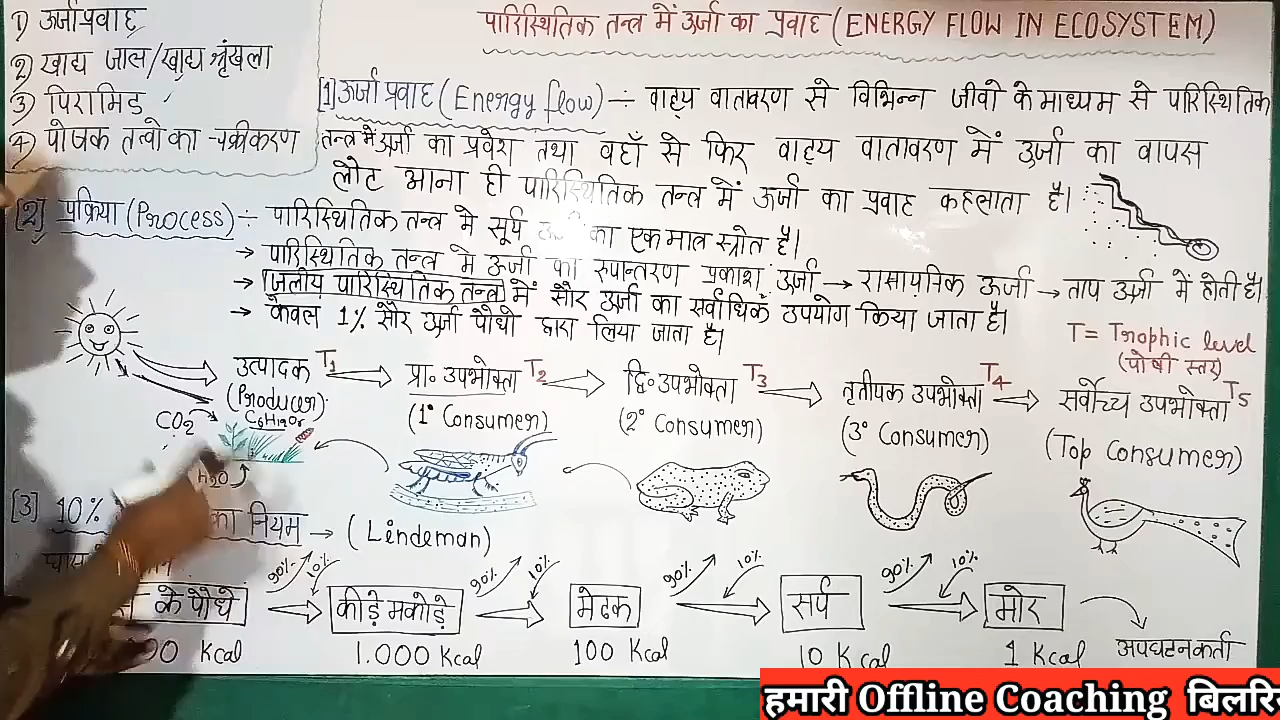 1) ऊर्जाप्रवाह
2) खाद्य जाल/खाद्य श्रृंखला
3) पिरामिड
4) पोषक तत्वो का चक्रीकरण
पारिस्थितिक तन्त्र में ऊर्जा का प्रवाह (ENERGY FLOW IN ECOSYSTEM)
[1] ऊर्जा प्रवाह (Energy flow) ÷ वाह्य वातावरण से विभिन्न जीवो के माध्यम से पारिस्थितिक
तन्त्र में ऊर्जा का प्रवेश तथा वहाँ से फिर वाह्य वातावरण में ऊर्जा का वापस
लौट आना ही पारिस्थितिक तन्त्र में ऊर्जा का प्रवाह कहलाता है।
[2] प्रक्रिया (Process) ÷ पारिस्थितिक तन्त्र मे सूर्य का एक मात्र स्त्रोत है।
→ पारिस्थितिक तन्त्र मे ऊर्जा का रुपान्तरण प्रकाश ऊर्जा → रासायनिक ऊर्जा → ताप ऊर्जा में होती है।
→ जलीय पारिस्थितिक तन्त्र में सौर ऊर्जा का सर्वाधिक उपयोग किया जाता है।
→ केवल 1% सौर ऊर्जा पौधो द्वारा लिया जाता है।
T = Trophic level
(पोषी स्तर)
उत्पादक T1 → प्रा॰ उपभोक्ता T2 → द्वि॰ उपभोक्ता T3 → तृतीयक उपभोक्ता T4 → सर्वोच्च उपभोक्ता T5
(Producer) (1° Consumer) (2° Consumer) (3° Consumer) (Top Consumer)
CO2
H2O
[3] 10% का नियम → (Lindeman)
90% 10% 90% 10% 90% 10% 90% 10%
के पौधे → कीड़े मकोड़े → मेढक → सर्प → मोर
Kcal 1.000 Kcal 100 Kcal 10 Kcal 1 Kcal अपघटनकर्ता
हमारी Offline Coaching